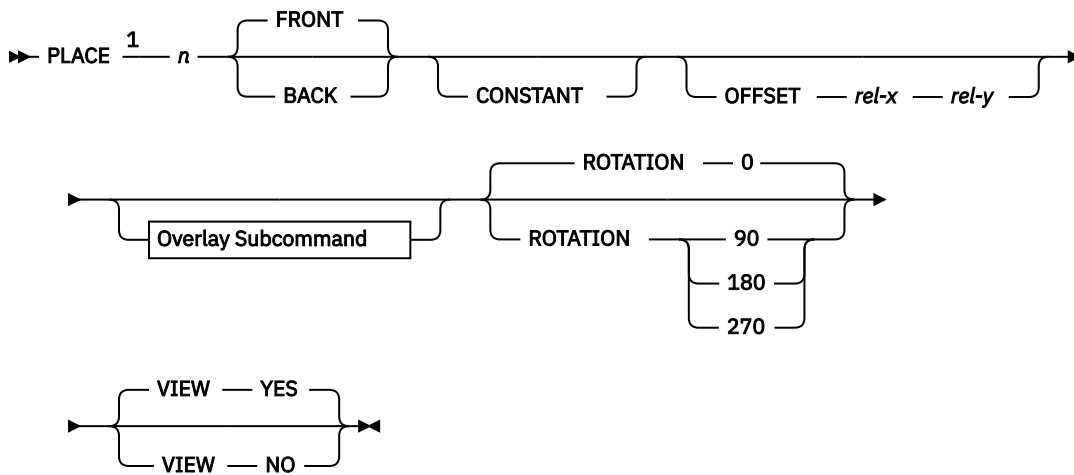 FRONT
PLACE 1 n
BACK
CONSTANT
OFFSET rel-x rel-y
Overlay Subcommand
ROTATION 0
ROTATION 90
180
270
VIEW YES
VIEW NO